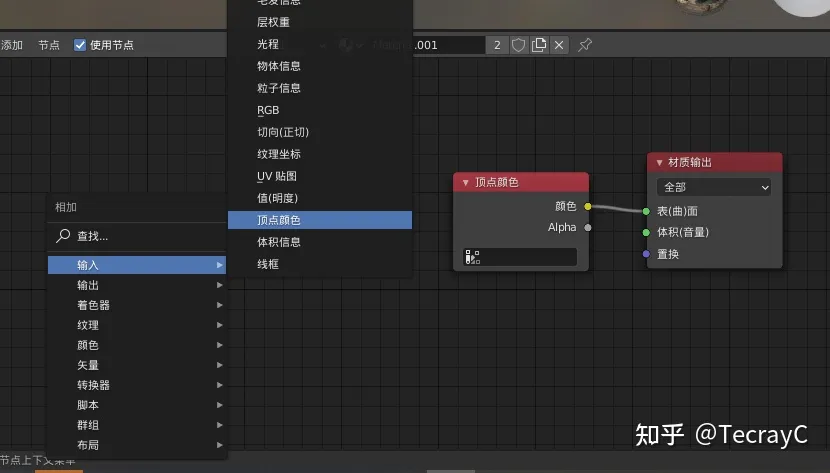 层权重
添加 节点 使用节点
.001 2
光程
物体信息
粒子信息
RGB
切向(正切)
纹理坐标
UV 贴图
值(明度)
顶点颜色
体积信息
线框
相加
查找...
输入
输出
着色器
纹理
颜色
矢量
转换器
脚本
群组
布局
顶点颜色
颜色
Alpha
材质输出
全部
表(曲)面
体积(音量)
置换
知乎 @TecrayC
节点上下文菜单